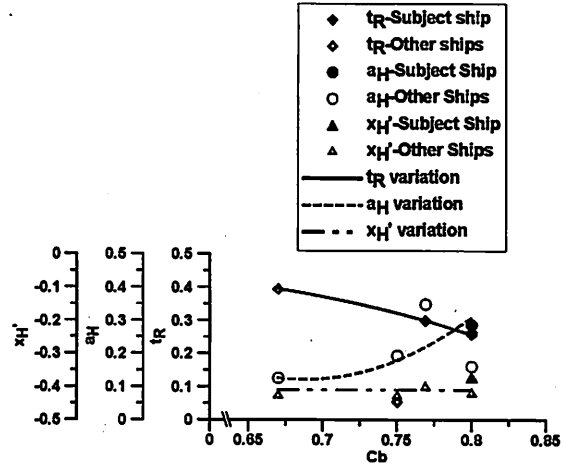 tR-Subject ship
tR-Other ships
aH-Subject Ship
aH-Other Ships
xH'-Subject Ship
xH'-Other Ships
tR variation
aH variation
xH' variation
0 0.5 0.5
-0.1 0.4 0.4
-0.2 0.3 0.3
-0.3 0.2 0.2
-0.4 0.1 0.1
-0.5 0 0
xH'
aH
tR
0 0.65 0.7 0.75 0.8 0.85
Cb